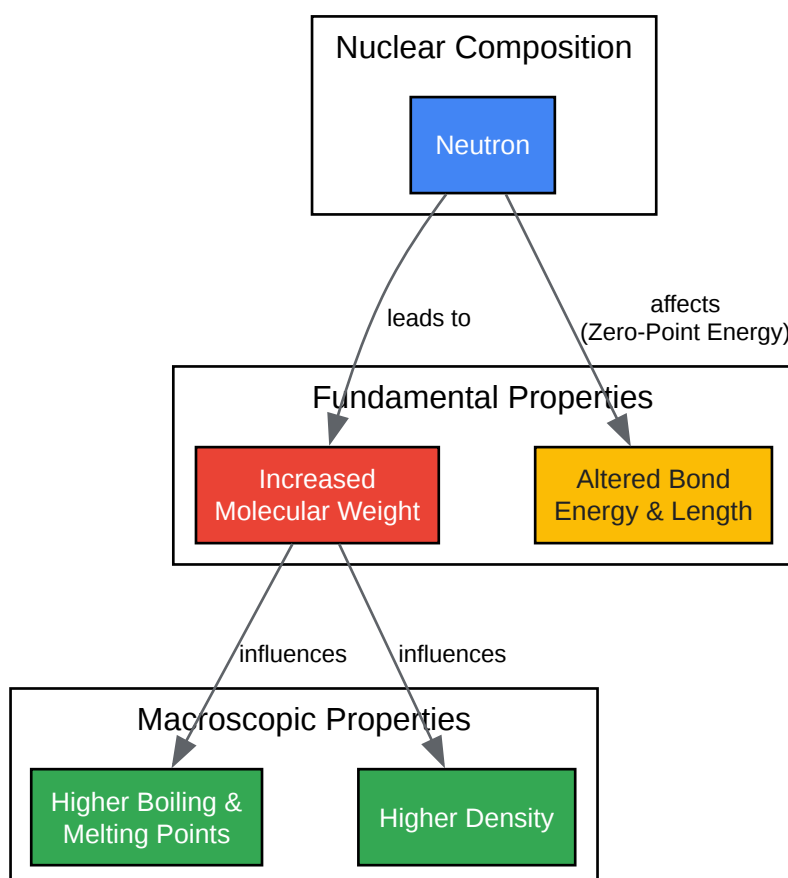 Nuclear Composition
Neutron
leads to
affects
(Zero-Point Energy)
Fundamental Properties
Increased
Molecular Weight
Altered Bond
Energy & Length
influences
influences
Macroscopic Properties
Higher Boiling &
Melting Points
Higher Density